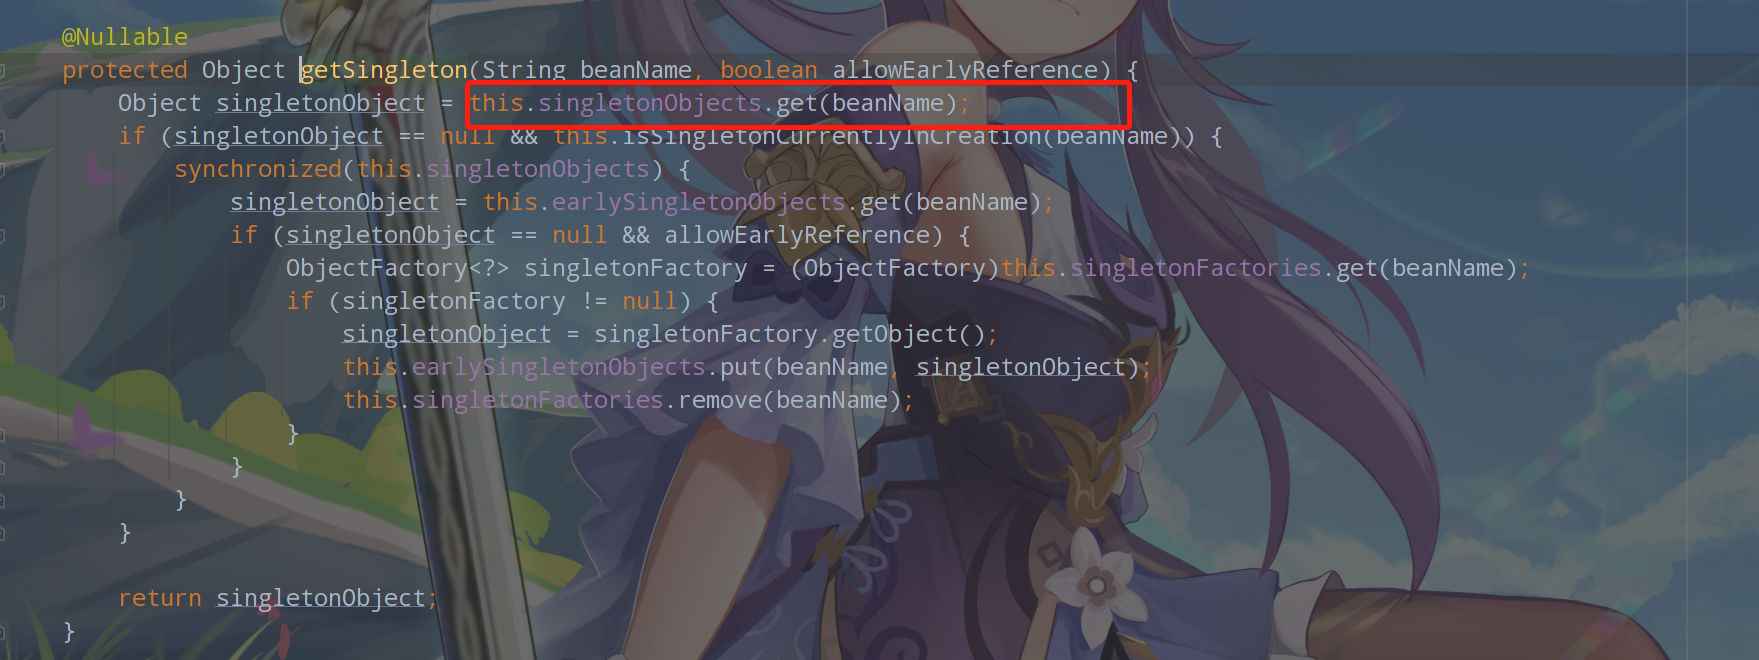 @Nullable
protected Object getSingleton(String beanName, boolean allowEarlyReference) {
Object singletonObject = this.singletonObjects.get(beanName);
if (singletonObject == null && this.isSingletonCurrentlyInCreation(beanName)) {
synchronized(this.singletonObjects) {
singletonObject = this.earlySingletonObjects.get(beanName);
if (singletonObject == null && allowEarlyReference) {
ObjectFactory<?> singletonFactory = (ObjectFactory)this.singletonFactories.get(beanName);
if (singletonFactory != null) {
singletonObject = singletonFactory.getObject();
this.earlySingletonObjects.put(beanName, singletonObject);
this.singletonFactories.remove(beanName);
}
}
}
}
return singletonObject;
}